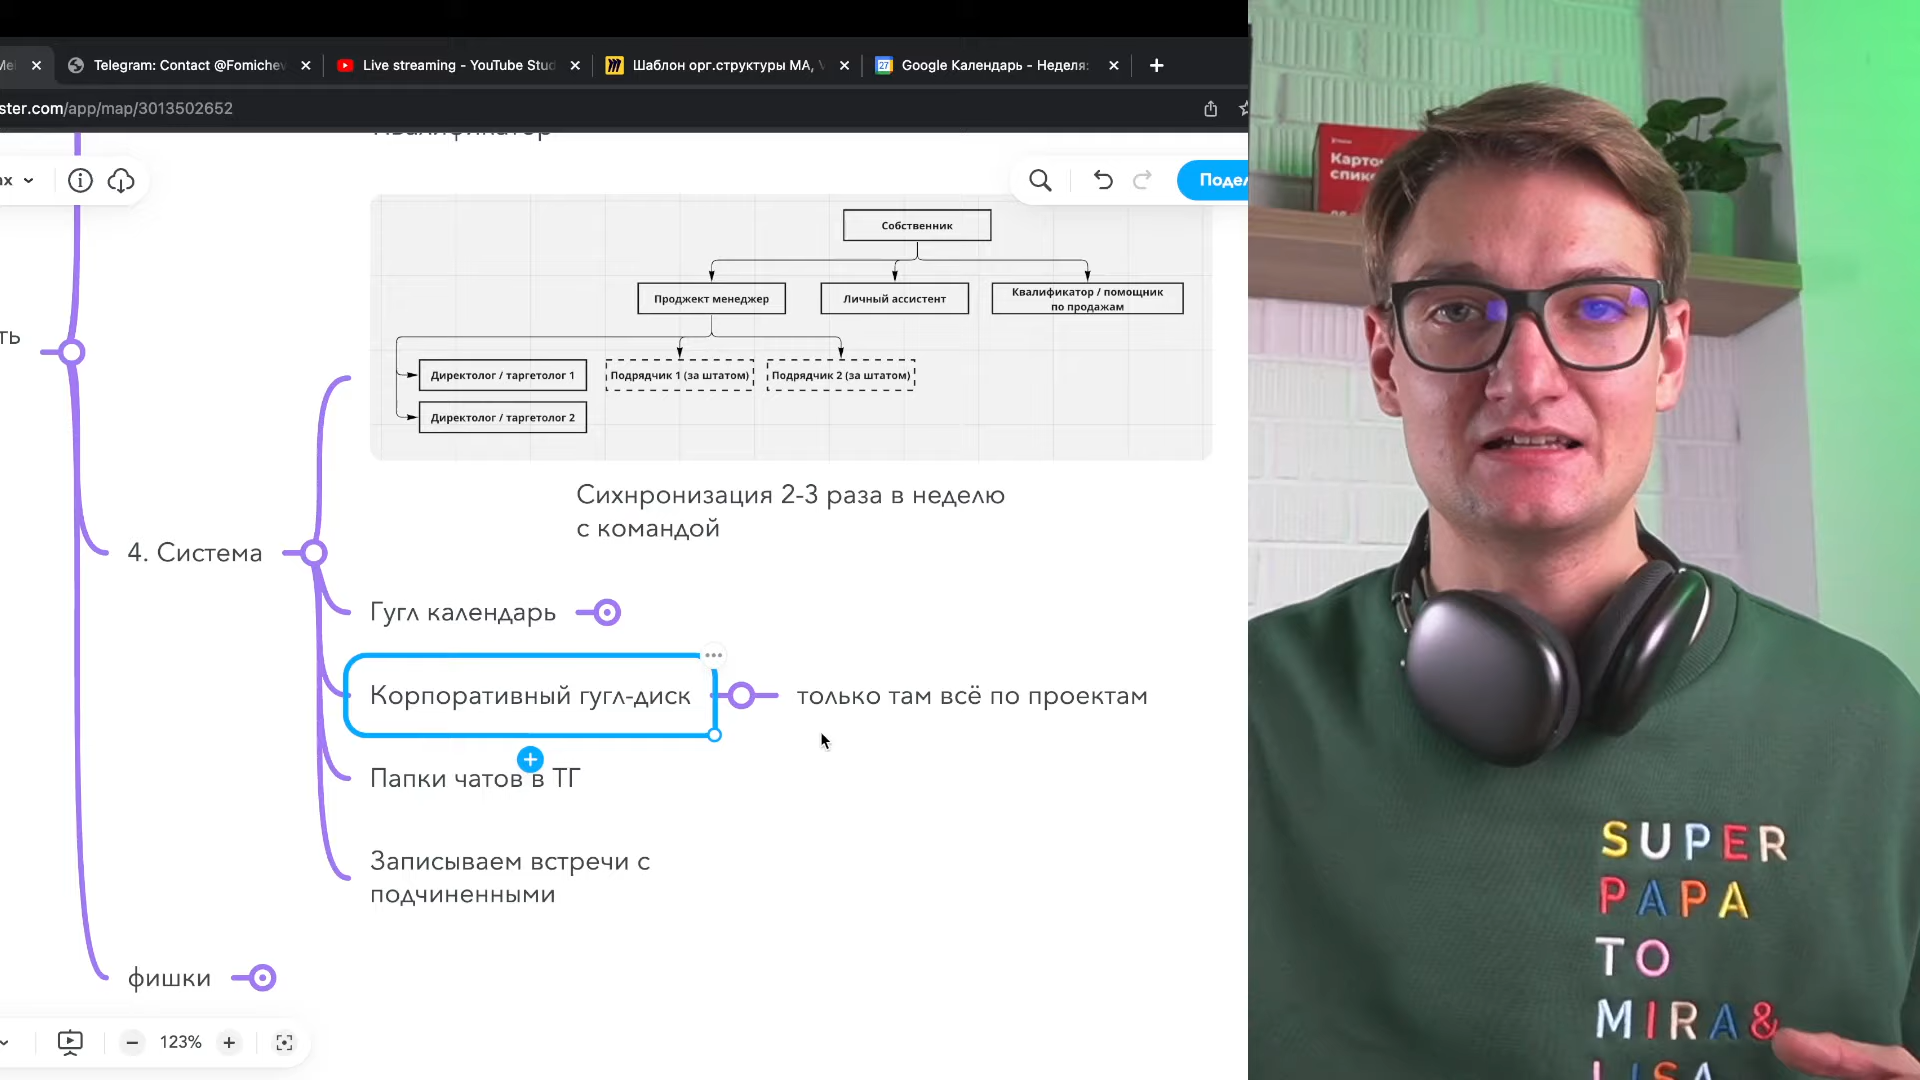 Telegram: Contact @Fomichev
Live streaming - YouTube Stud
Шаблон орг.структуры МА,
Google Календарь - Неделя:
ster.com/app/map/3013502652
Квалификатор
Собственник
Проджект менеджер
Личный ассистент
Квалификатор / помощник
по продажам
Директолог / таргетолог 1
Подрядчик 1 (за штатом)
Подрядчик 2 (за штатом)
Директолог / таргетолог 2
Сихнронизация 2-3 раза в неделю
с командой
4. Система
Гугл календарь
Корпоративный гугл-диск
только там всё по проектам
Папки чатов в ТГ
Записываем встречи с
подчиненными
фишки
123%
SUPER
PAPA
TO
MIRA&
LISA